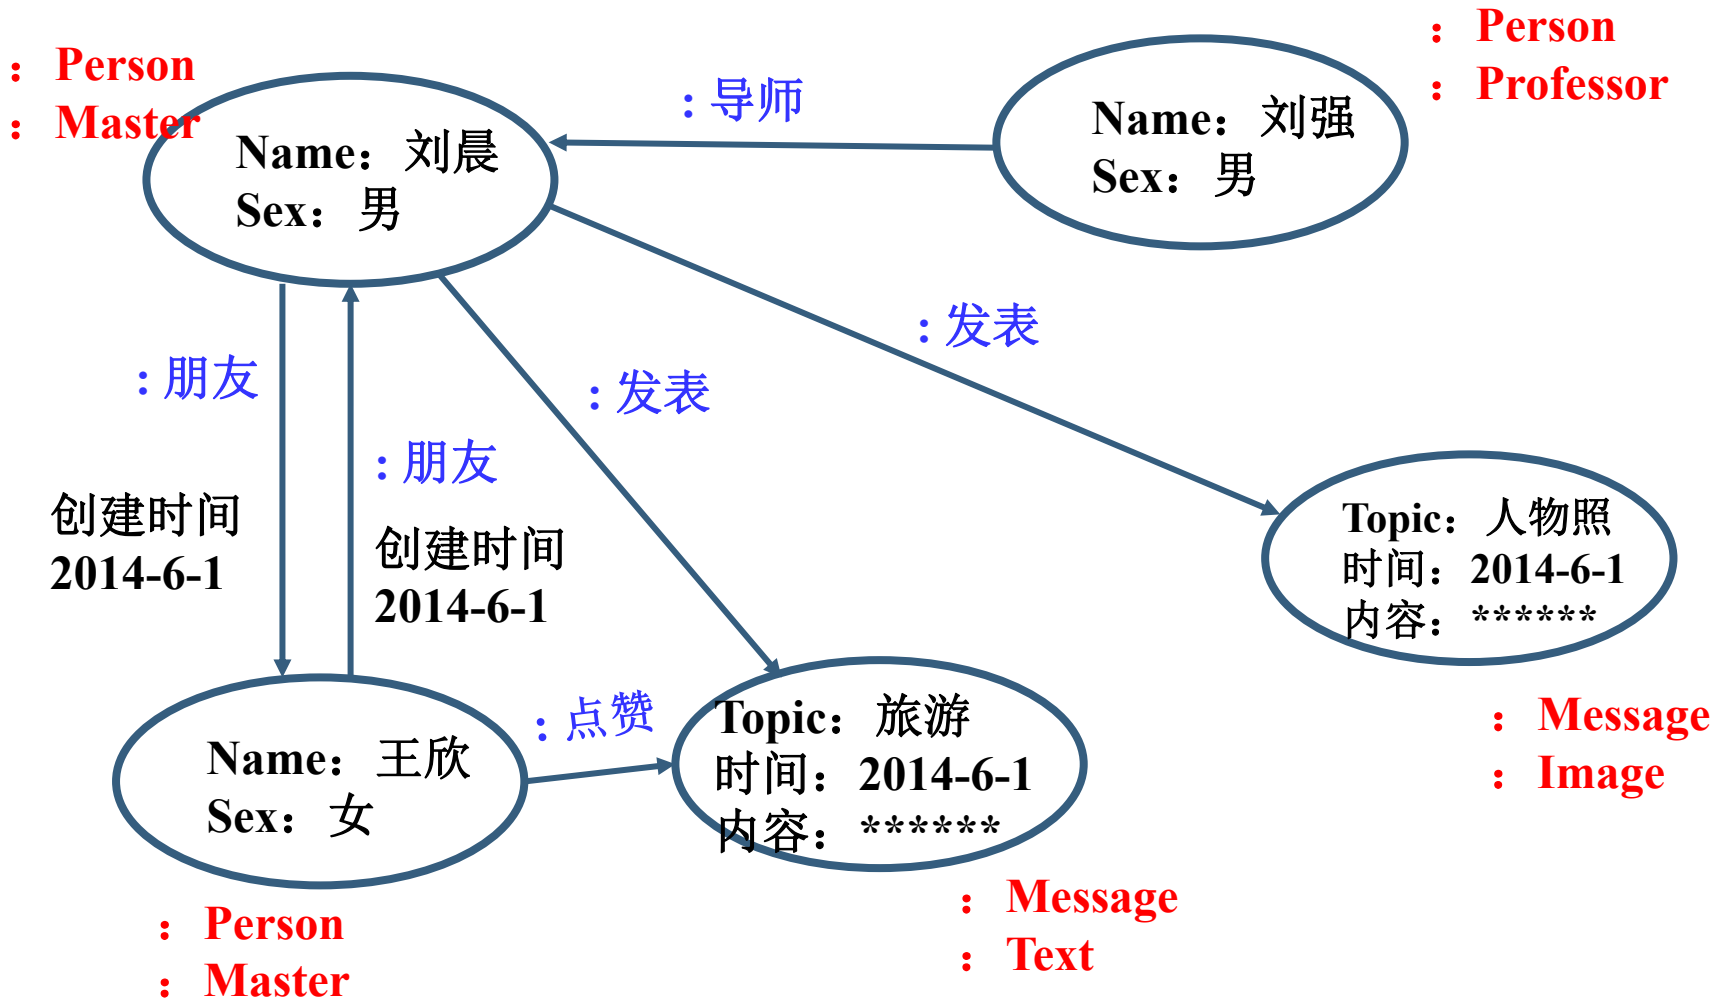 ： Person
： Master
Name：刘晨
Sex：男
: 导师
Name：刘强
Sex：男
： Person
： Professor
: 朋友
创建时间
2014-6-1
: 朋友
创建时间
2014-6-1
: 发表
: 发表
Topic：人物照
时间：2014-6-1
内容：******
： Message
： Image
Name：王欣
Sex：女
： Person
： Master
: 点赞
Topic：旅游
时间：2014-6-1
内容：******
： Message
： Text